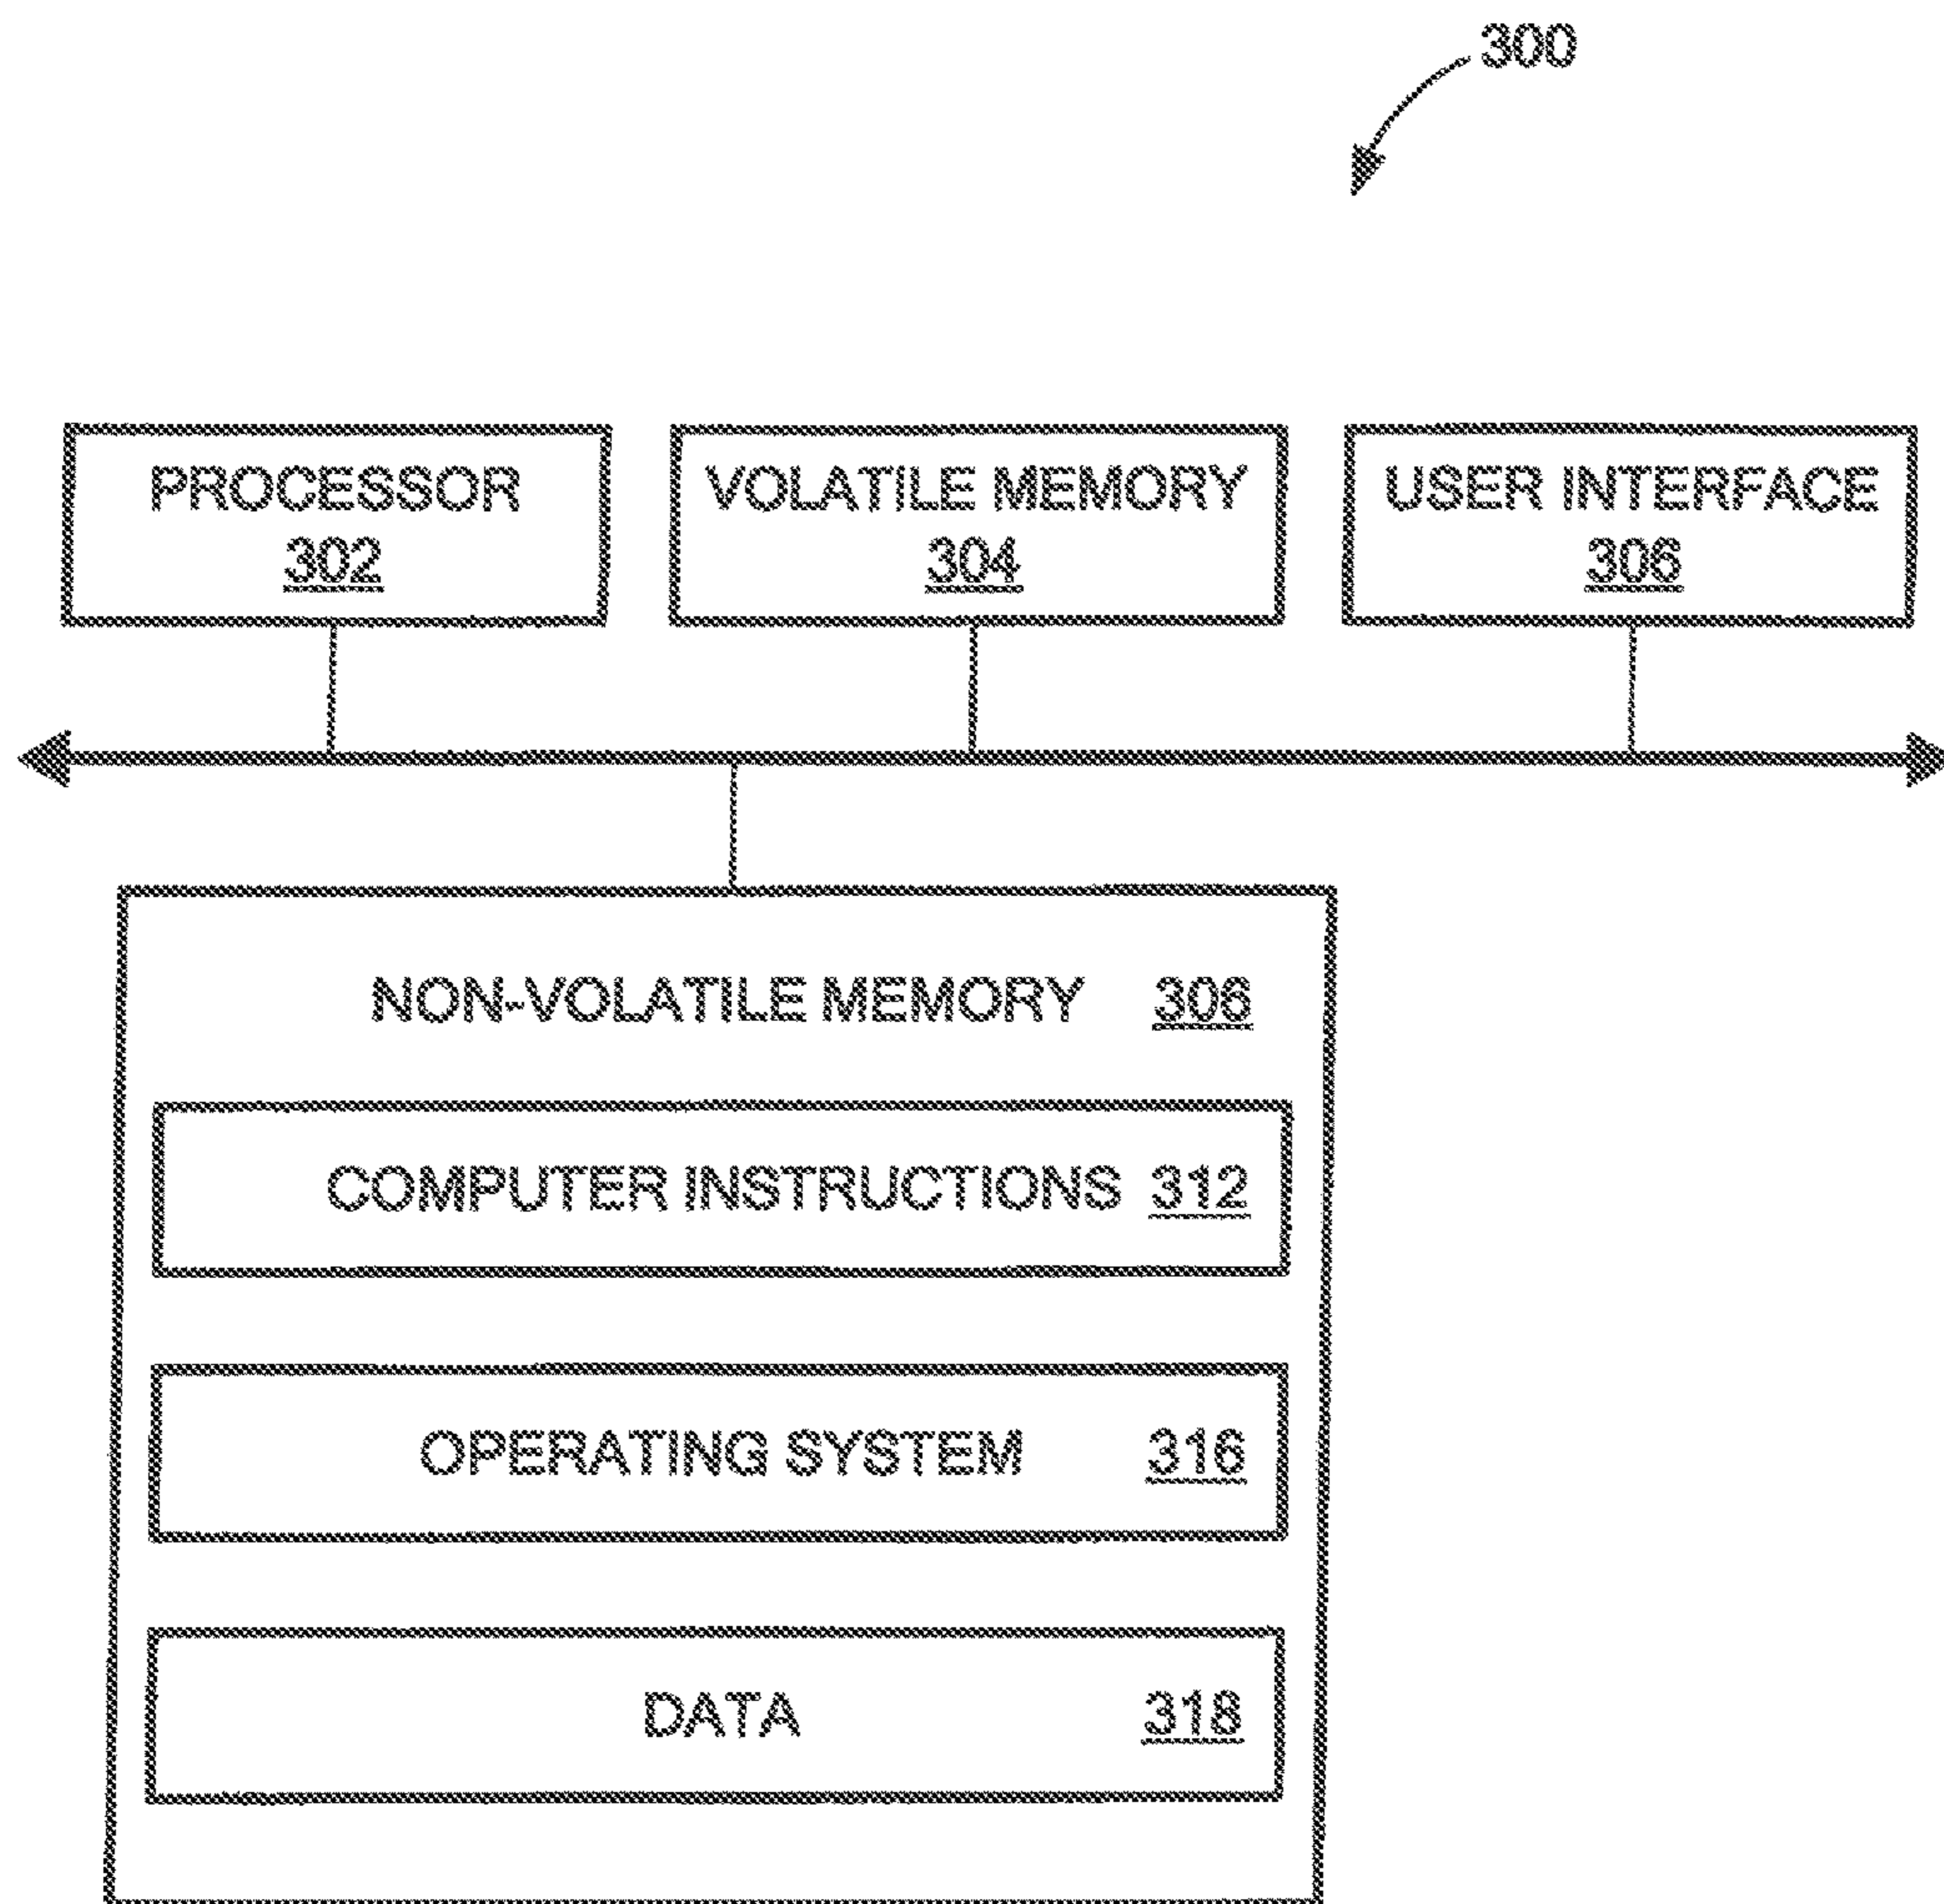 300
PROCESSOR
302
VOLATILE MEMORY
304
USER INTERFACE
306
NON-VOLATILE MEMORY 306
COMPUTER INSTRUCTIONS 312
OPERATING SYSTEM 316
DATA 318